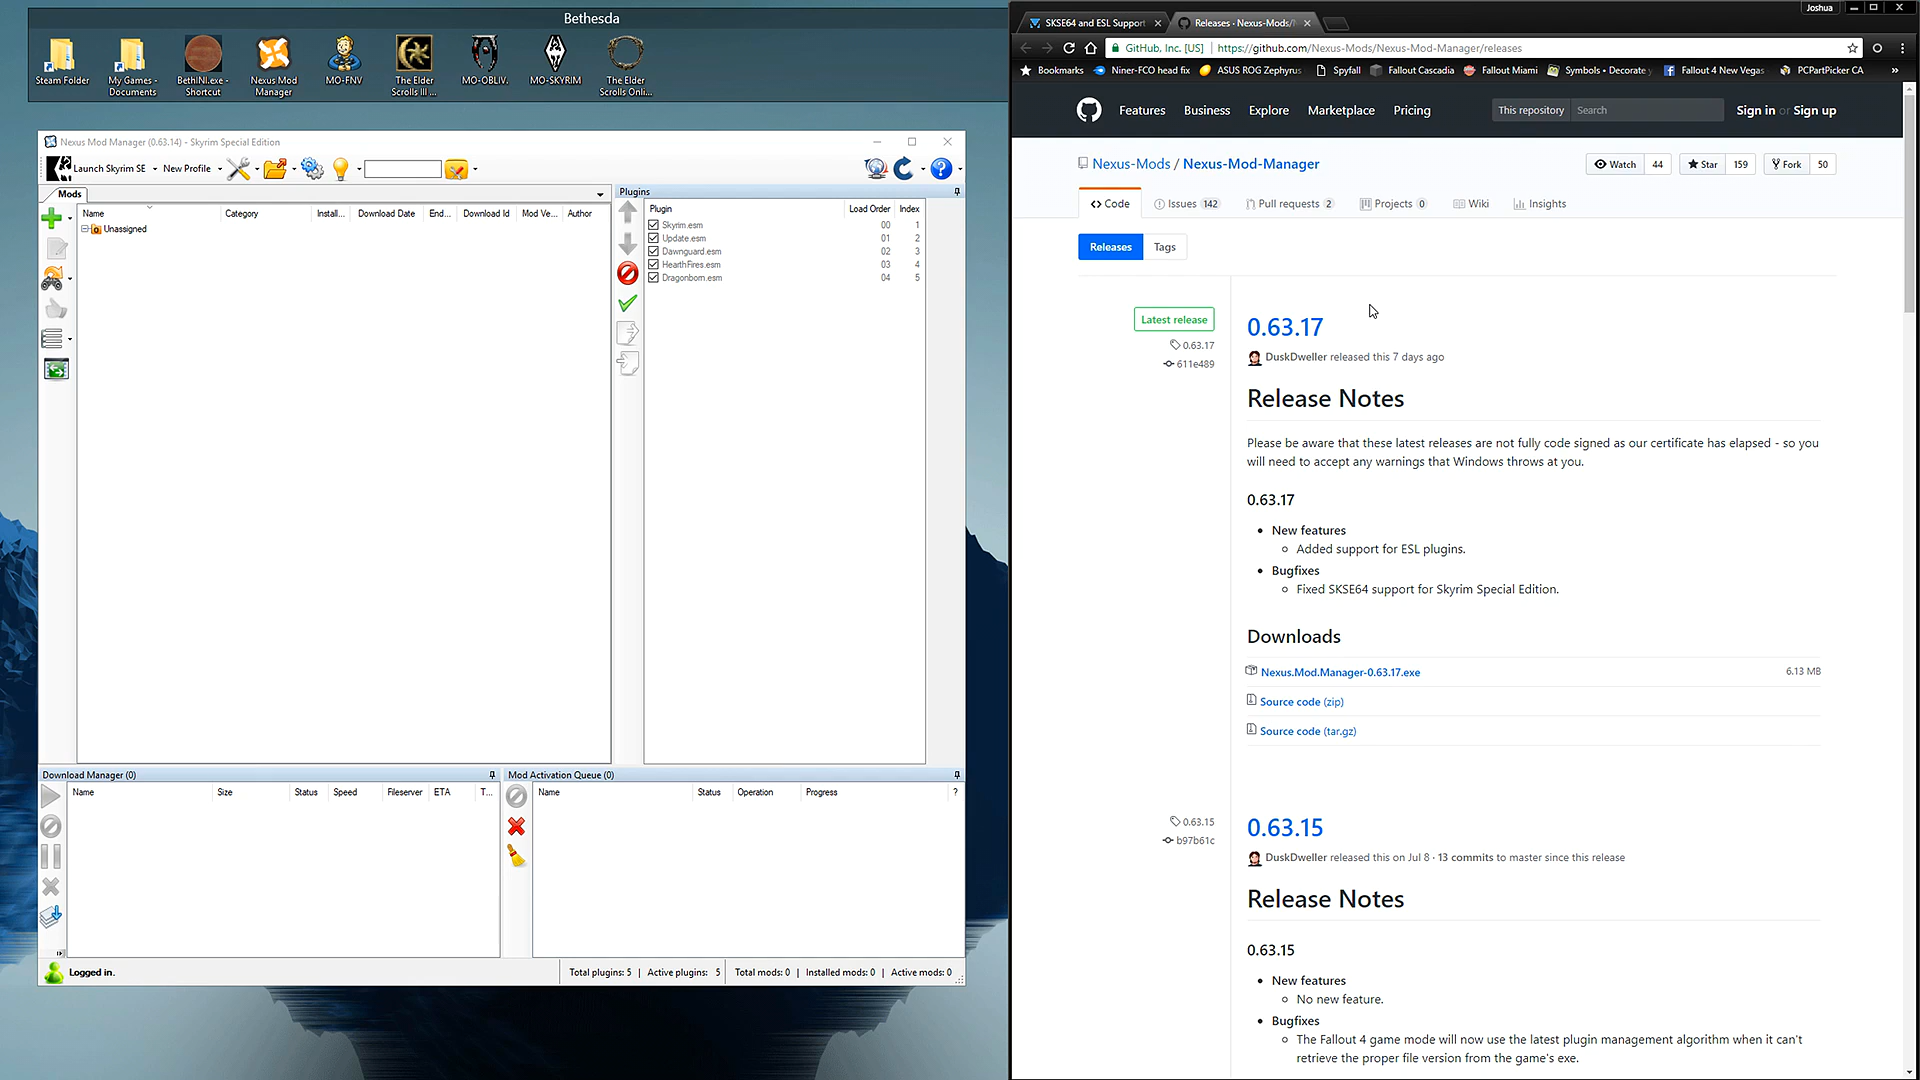 Bethesda
Steam Folder
My Games - Documents
BethINI.exe - Shortcut
Nexus Mod Manager
MO-FNV
The Elder Scrolls III ...
MO-OBLIV.
MO-SKYRIM
The Elder Scrolls Onli...
Nexus Mod Manager (0.63.14) - Skyrim Special Edition
Launch Skyrim SE
New Profile
Mods
Name Category Install... Download Date End... Download Id Mod Ve... Author
Unassigned
Plugins
Plugin Load Order Index
Skyrim.esm 00 1
Update.esm 01 2
Dawnguard.esm 02 3
HearthFires.esm 03 4
Dragonborn.esm 04 5
Download Manager (0)
Name Size Status Speed Fileserver ETA T...
Mod Activation Queue (0)
Name Status Operation Progress ?
Logged in.
Total plugins: 5 | Active plugins: 5
Total mods: 0 | Installed mods: 0 | Active mods: 0
Joshua
SKSE64 and ESL Support
Releases · Nexus-Mods/
GitHub, Inc. [US] | https://github.com/Nexus-Mods/Nexus-Mod-Manager/releases
Bookmarks Niner-FCO head fix ASUS ROG Zephyrus Spyfall Fallout Cascadia Fallout Miami Symbols • Decorate Fallout 4 New Vegas PCPartPicker CA »
Features Business Explore Marketplace Pricing This repository Search Sign in or Sign up
Nexus-Mods / Nexus-Mod-Manager
Watch 44 Star 159 Fork 50
Code Issues 142 Pull requests 2 Projects 0 Wiki Insights
Releases Tags
Latest release
0.63.17
611e489
0.63.17
DuskDweller released this 7 days ago
Release Notes
Please be aware that these latest releases are not fully code signed as our certificate has elapsed - so you
will need to accept any warnings that Windows throws at you.
0.63.17
New features
Added support for ESL plugins.
Bugfixes
Fixed SKSE64 support for Skyrim Special Edition.
Downloads
Nexus.Mod.Manager-0.63.17.exe 6.13 MB
Source code (zip)
Source code (tar.gz)
0.63.15
b97b61c
0.63.15
DuskDweller released this on Jul 8 · 13 commits to master since this release
Release Notes
0.63.15
New features
No new feature.
Bugfixes
The Fallout 4 game mode will now use the latest plugin management algorithm when it can't
retrieve the proper file version from the game's exe.